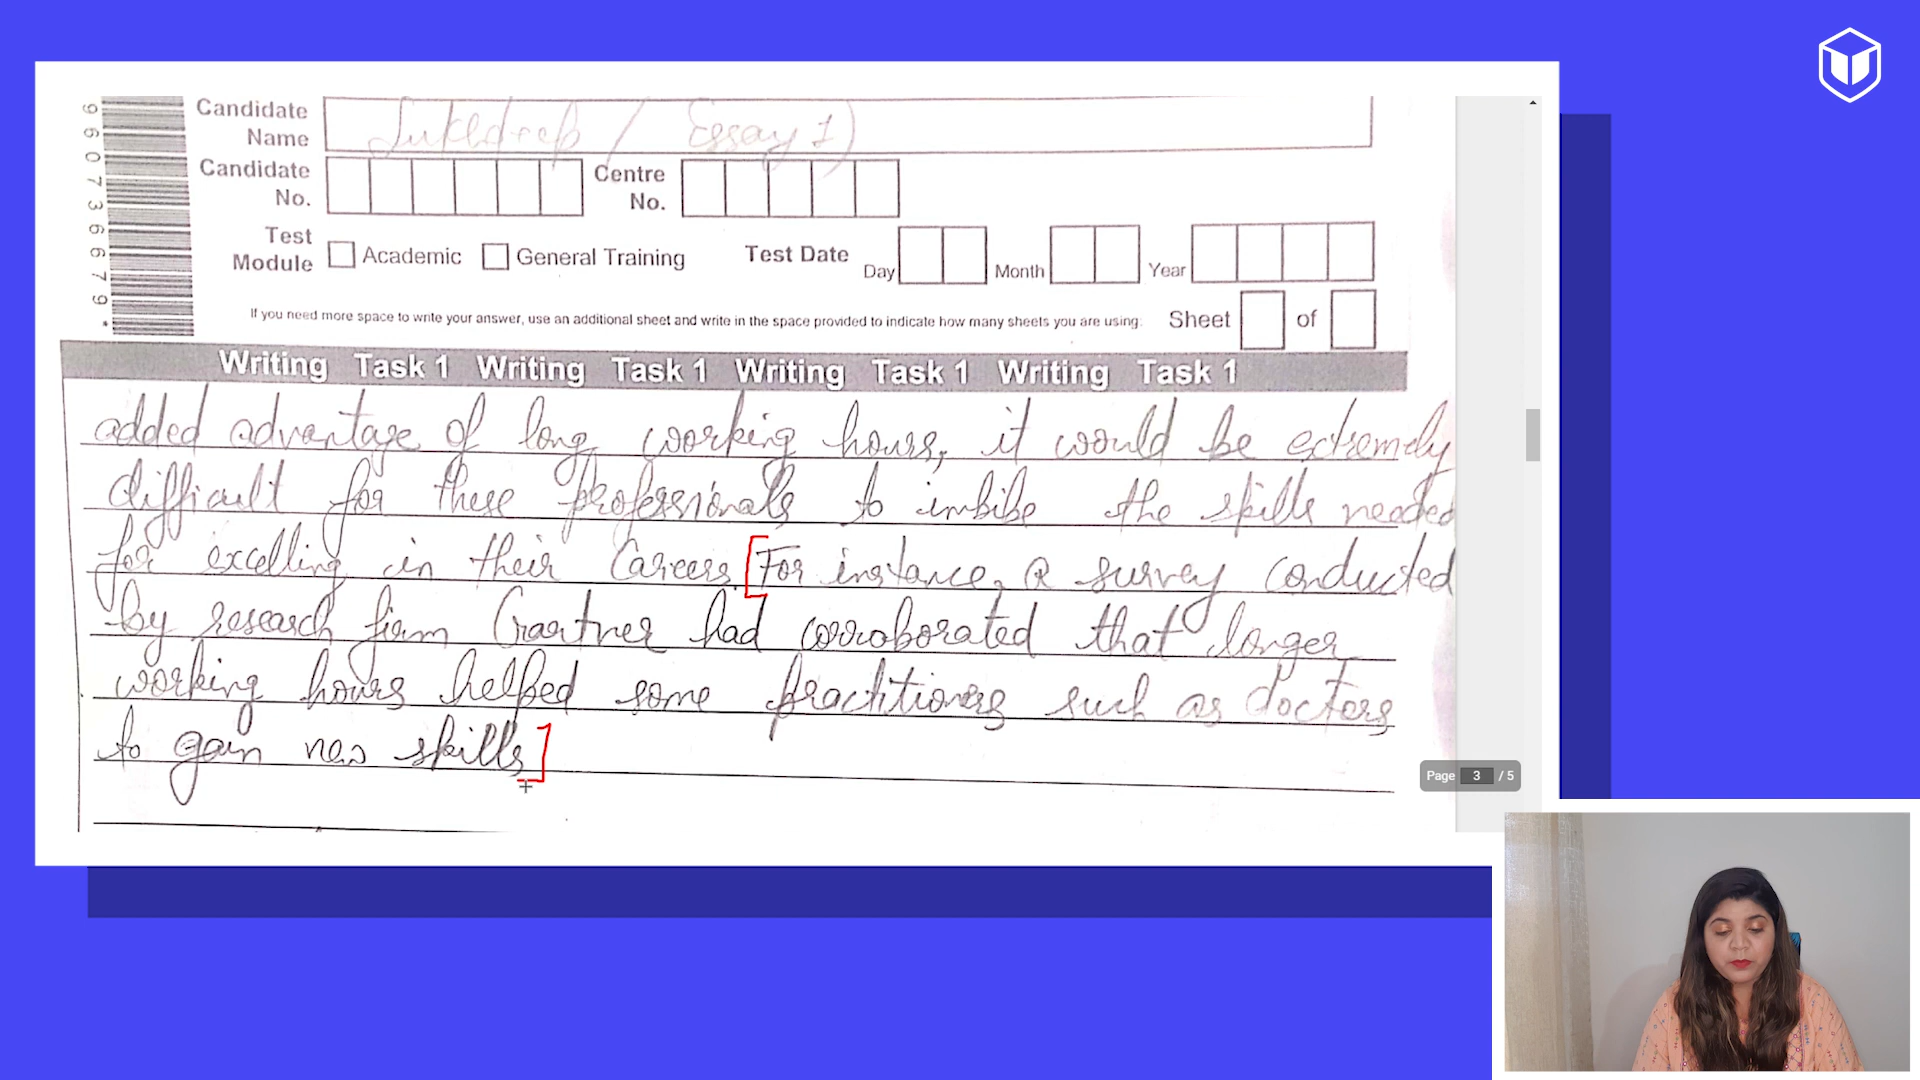 960736679*
Candidate Name
Sukhdeep / Essay 1)
Candidate No.
Centre No.
Test Module
Academic
General Training
Test Date
Day
Month
Year
If you need more space to write your answer, use an additional sheet and write in the space provided to indicate how many sheets you are using:
Sheet of
Writing Task 1 Writing Task 1 Writing Task 1 Writing Task 1
added advantage of long working hours, it would be extremely
difficult for these professionals to imbibe the skills needed
for excelling in their careers. [For instance, a survey conducted
by research firm Gartner had corroborated that longer
working hours helped some practitioners such as doctors
to gain new skills]
Page 3 / 5